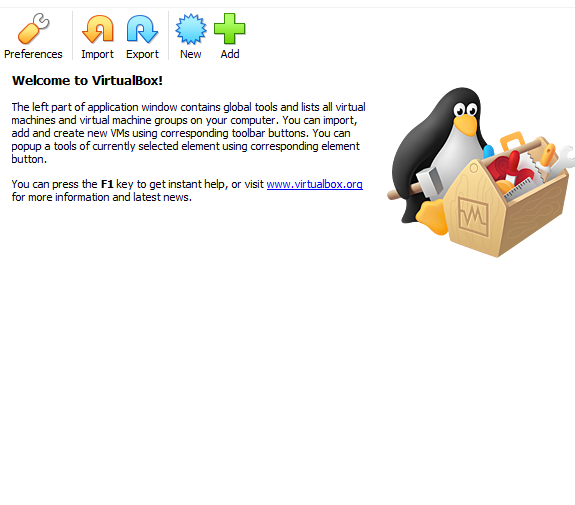 Preferences Import Export New Add
Welcome to VirtualBox!
The left part of application window contains global tools and lists all virtual
machines and virtual machine groups on your computer. You can import,
add and create new VMs using corresponding toolbar buttons. You can
popup a tools of currently selected element using corresponding element
button.
You can press the F1 key to get instant help, or visit www.virtualbox.org
for more information and latest news.